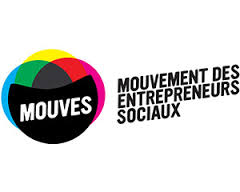 MOUVES
MOUVEMENT DES
ENTREPRENEURS
SOCIAUX